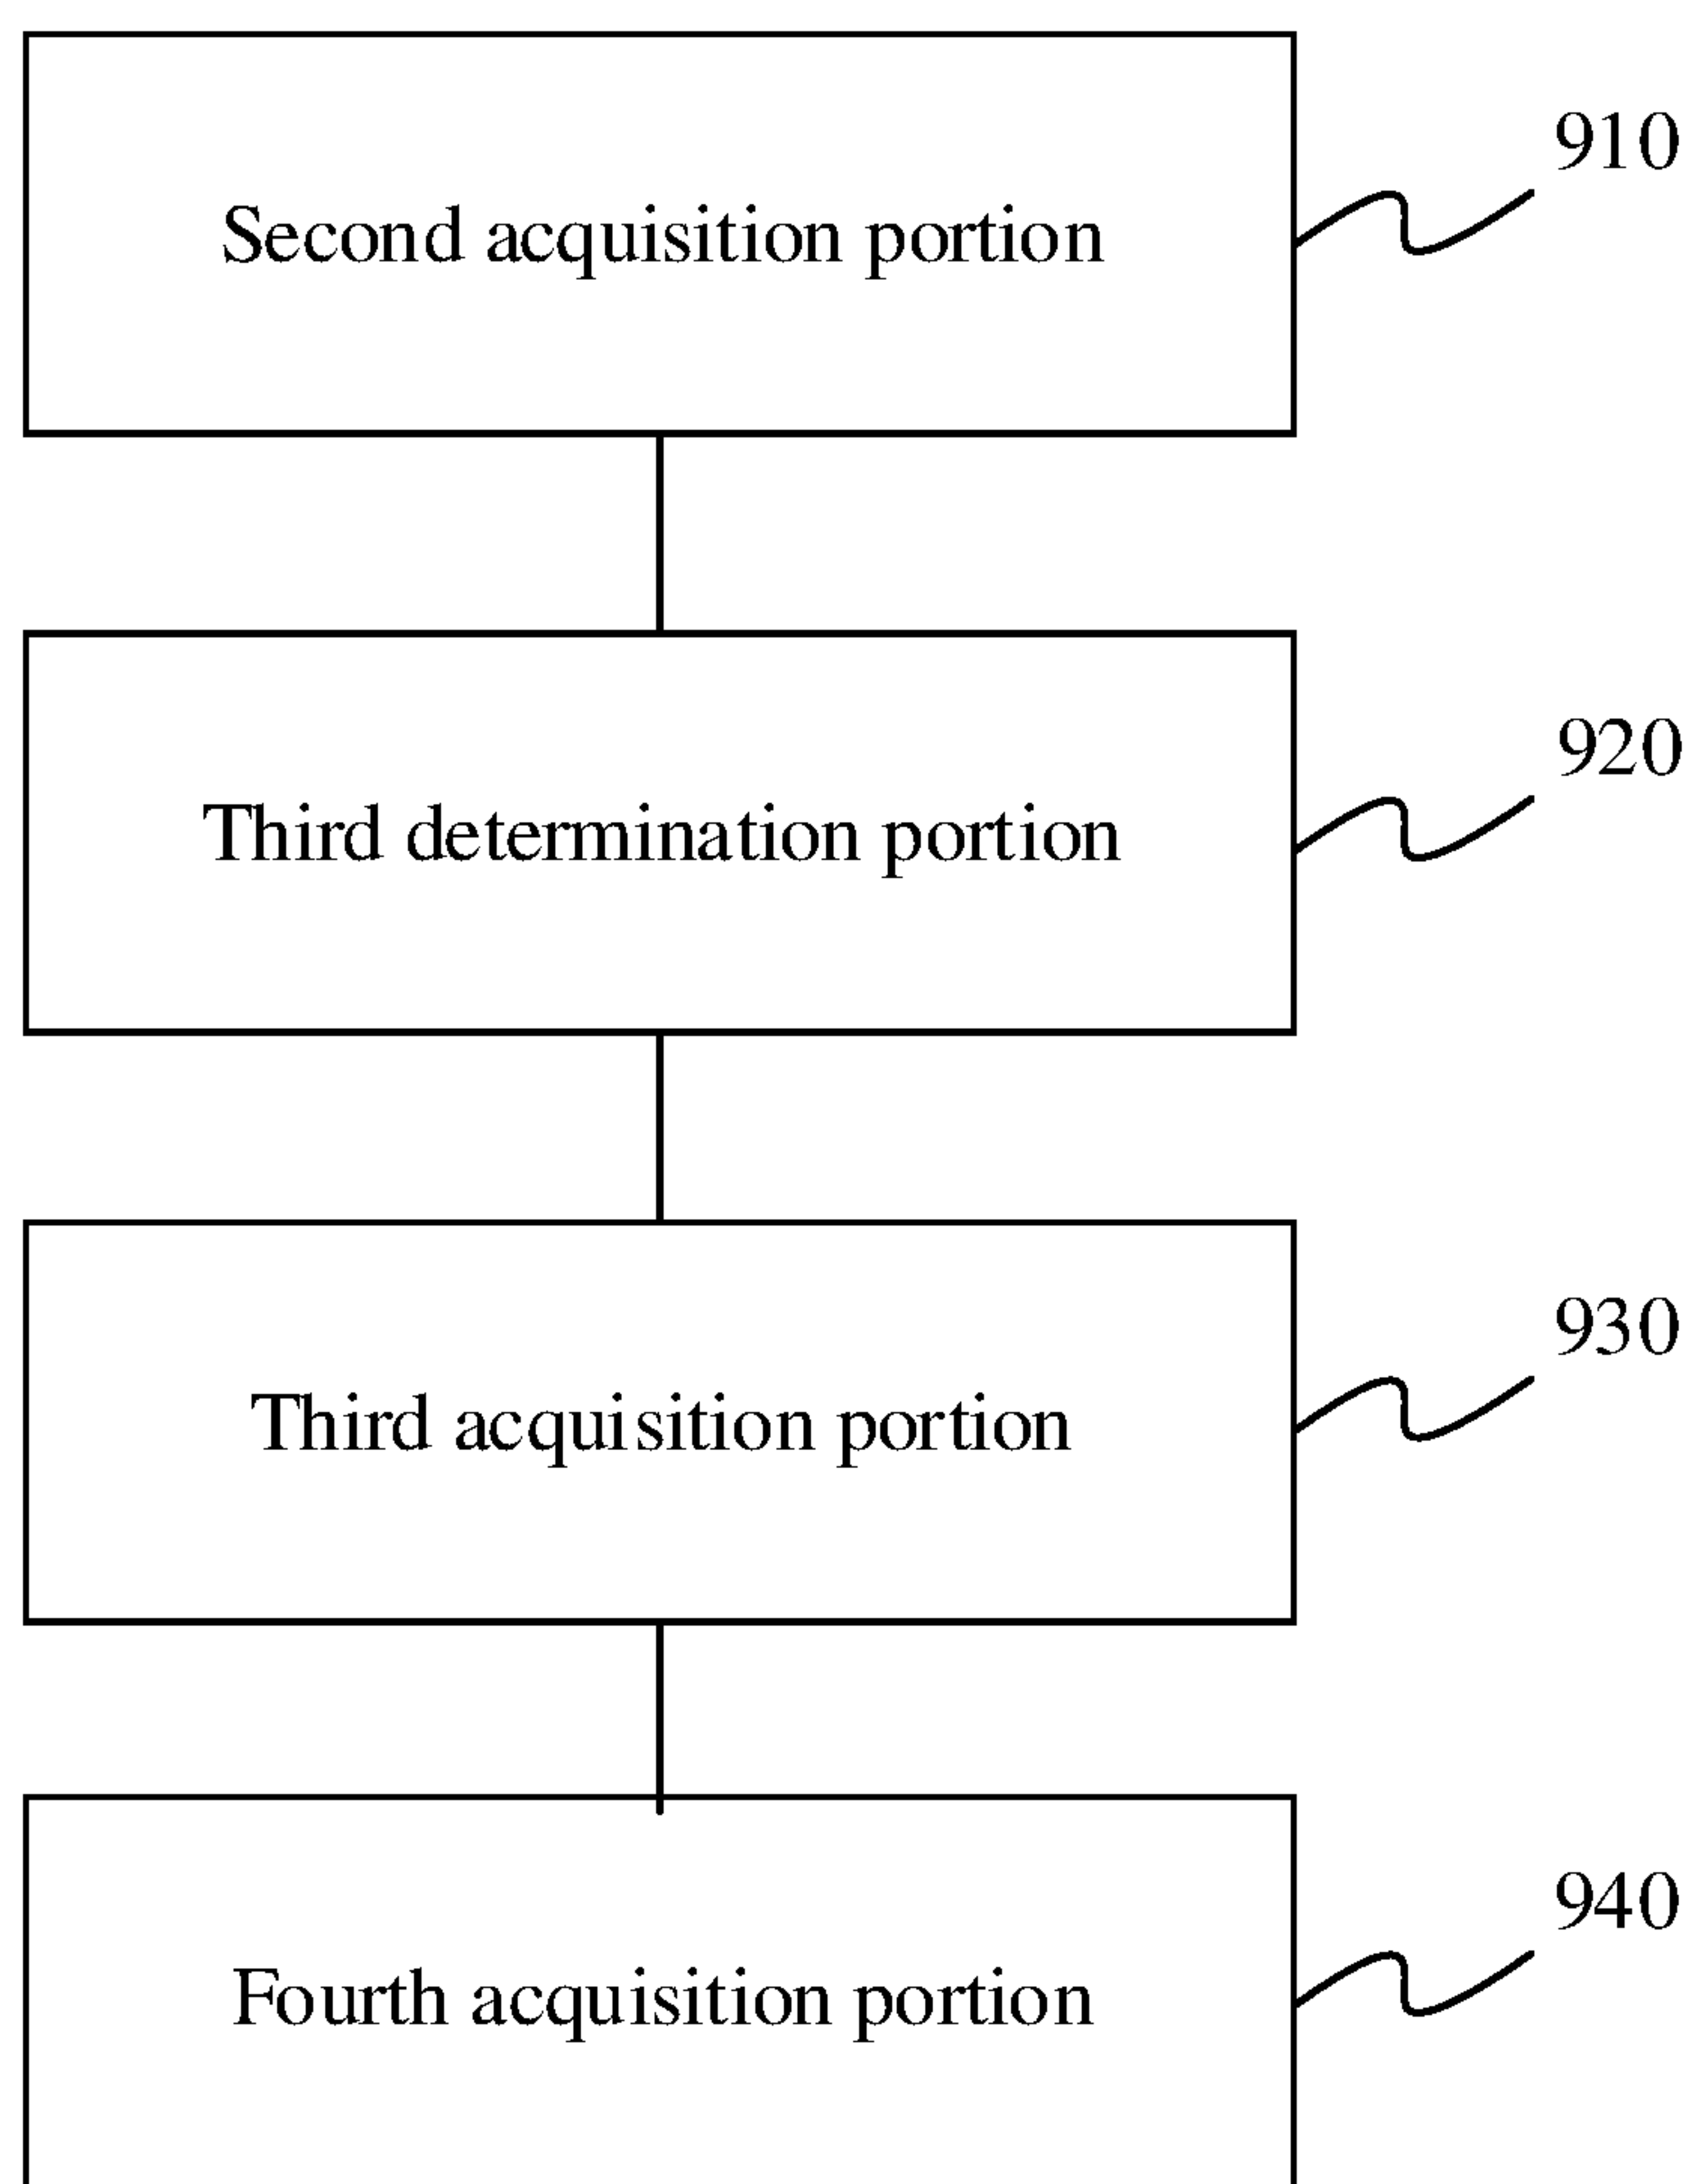 910
Second acquisition portion
920
Third determination portion
930
Third acquisition portion
940
Fourth acquisition portion